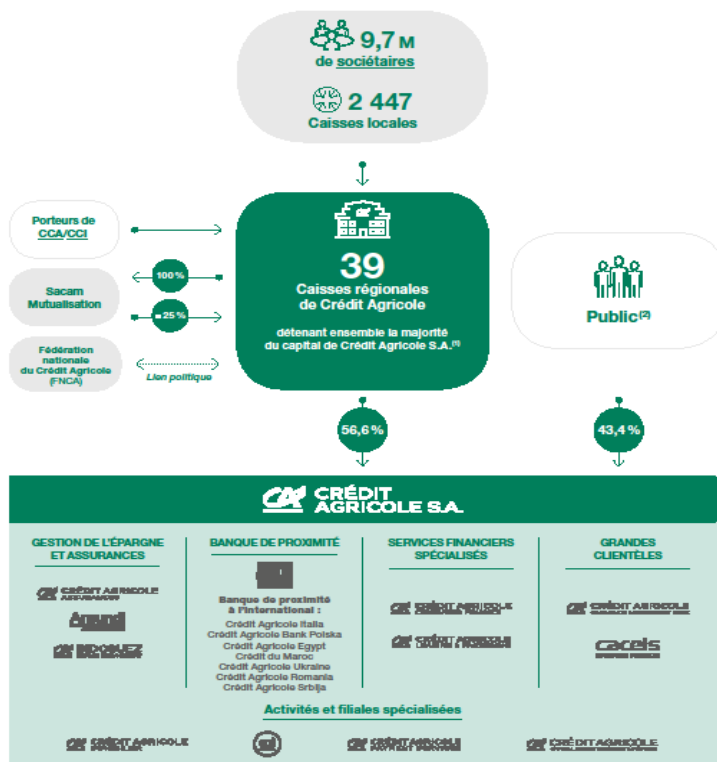 9,7 M
de sociétaires
2 447
Caisses locales
Porteurs de
CCA/CCI
Sacam
Mutualisation
Fédération
nationale
du Crédit Agricole
(FNCA)
100 %
≈ 25 %
Lien politique
39
Caisses régionales
de Crédit Agricole
détenant ensemble la majorité
du capital de Crédit Agricole S.A.(1)
Public(2)
56,6 %
43,4 %
CRÉDIT
AGRICOLE S.A.
GESTION DE L'ÉPARGNE
ET ASSURANCES
CRÉDIT AGRICOLE
ASSURANCES
Amundi
INDOSUEZ
BANQUE DE PROXIMITÉ
Banque de proximité
à l'international :
Crédit Agricole Italia
Crédit Agricole Bank Polska
Crédit Agricole Egypt
Crédit du Maroc
Crédit Agricole Ukraine
Crédit Agricole Romania
Crédit Agricole Srbija
SERVICES FINANCIERS
SPÉCIALISÉS
CRÉDIT AGRICOLE
CRÉDIT AGRICOLE
GRANDES
CLIENTÈLES
CRÉDIT AGRICOLE
caceis
Activités et filiales spécialisées
CRÉDIT AGRICOLE
CRÉDIT AGRICOLE
CRÉDIT AGRICOLE